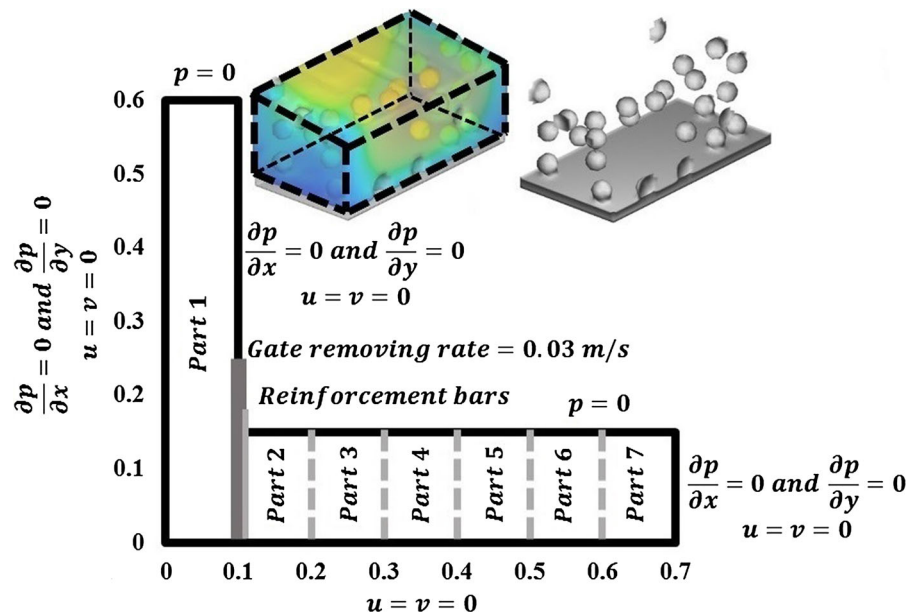 p = 0
0.6
0.5
0.4
0.3
0.2
0.1
0
∂p/∂x = 0 and ∂p/∂y = 0
u = v = 0
Part 1
∂p/∂x = 0 and ∂p/∂y = 0
u = v = 0
Gate removing rate = 0.03 m/s
Reinforcement bars
p = 0
Part 2
Part 3
Part 4
Part 5
Part 6
Part 7
∂p/∂x = 0 and ∂p/∂y = 0
u = v = 0
0 0.1 0.2 0.3 0.4 0.5 0.6 0.7
u = v = 0